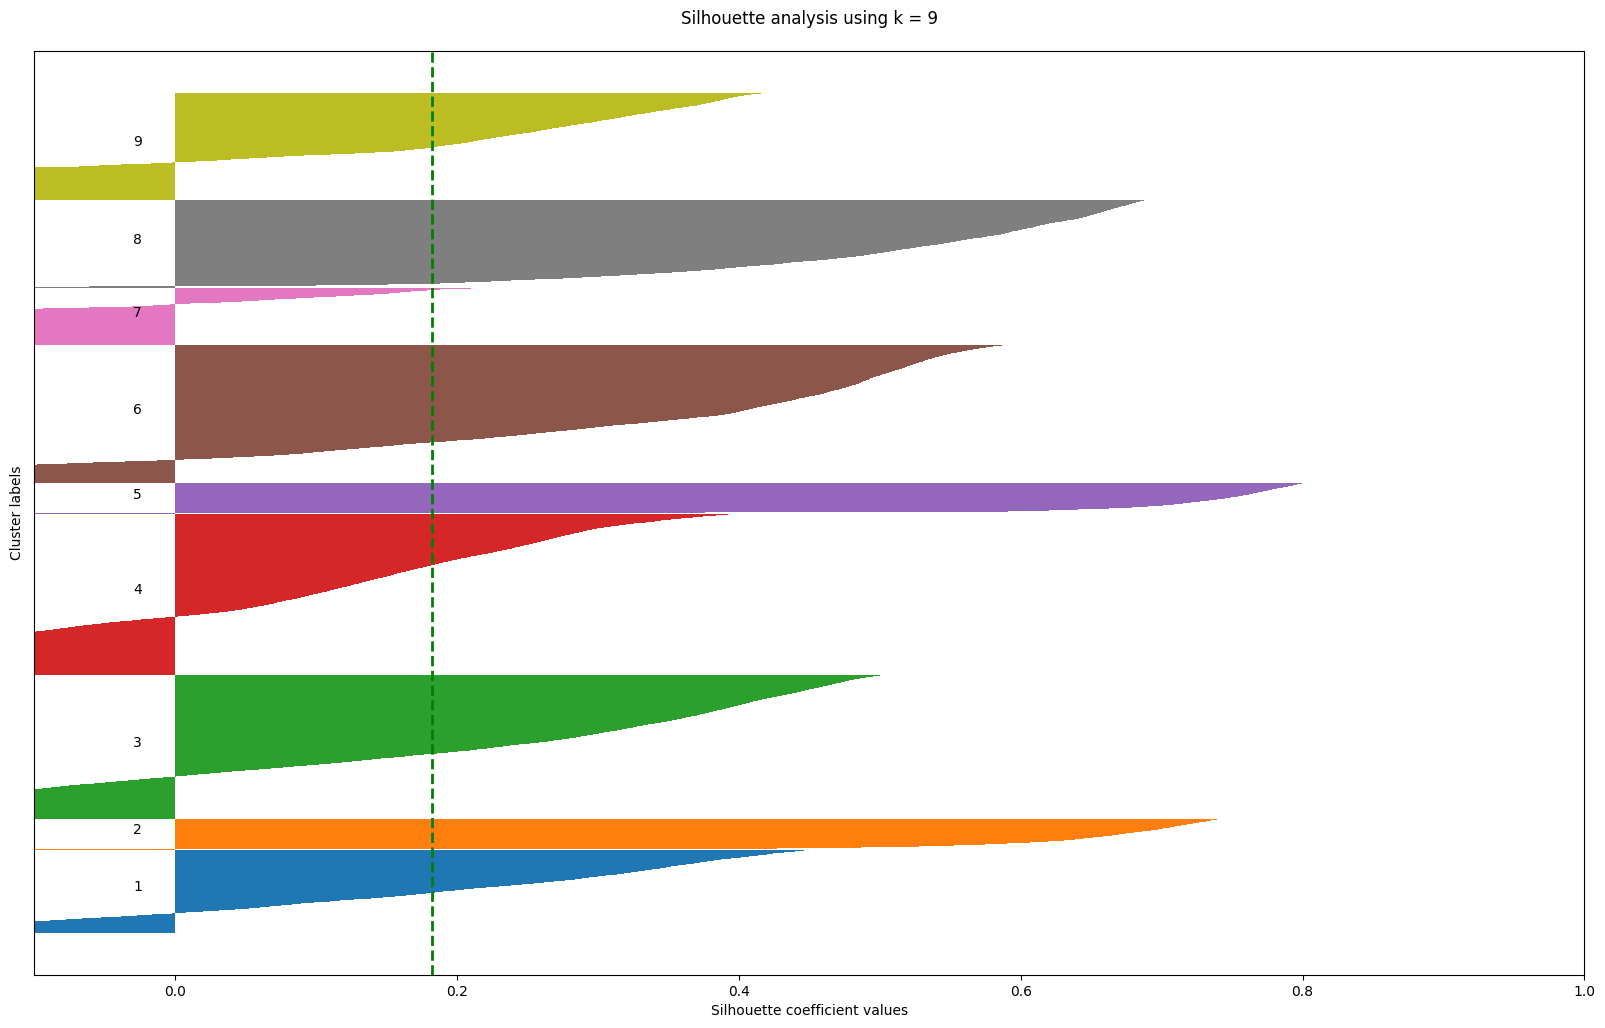 Silhouette analysis using k = 9
9
8
7
6
5
4
3
2
1
Cluster labels
0.0 0.2 0.4 0.6 0.8 1.0
Silhouette coefficient values